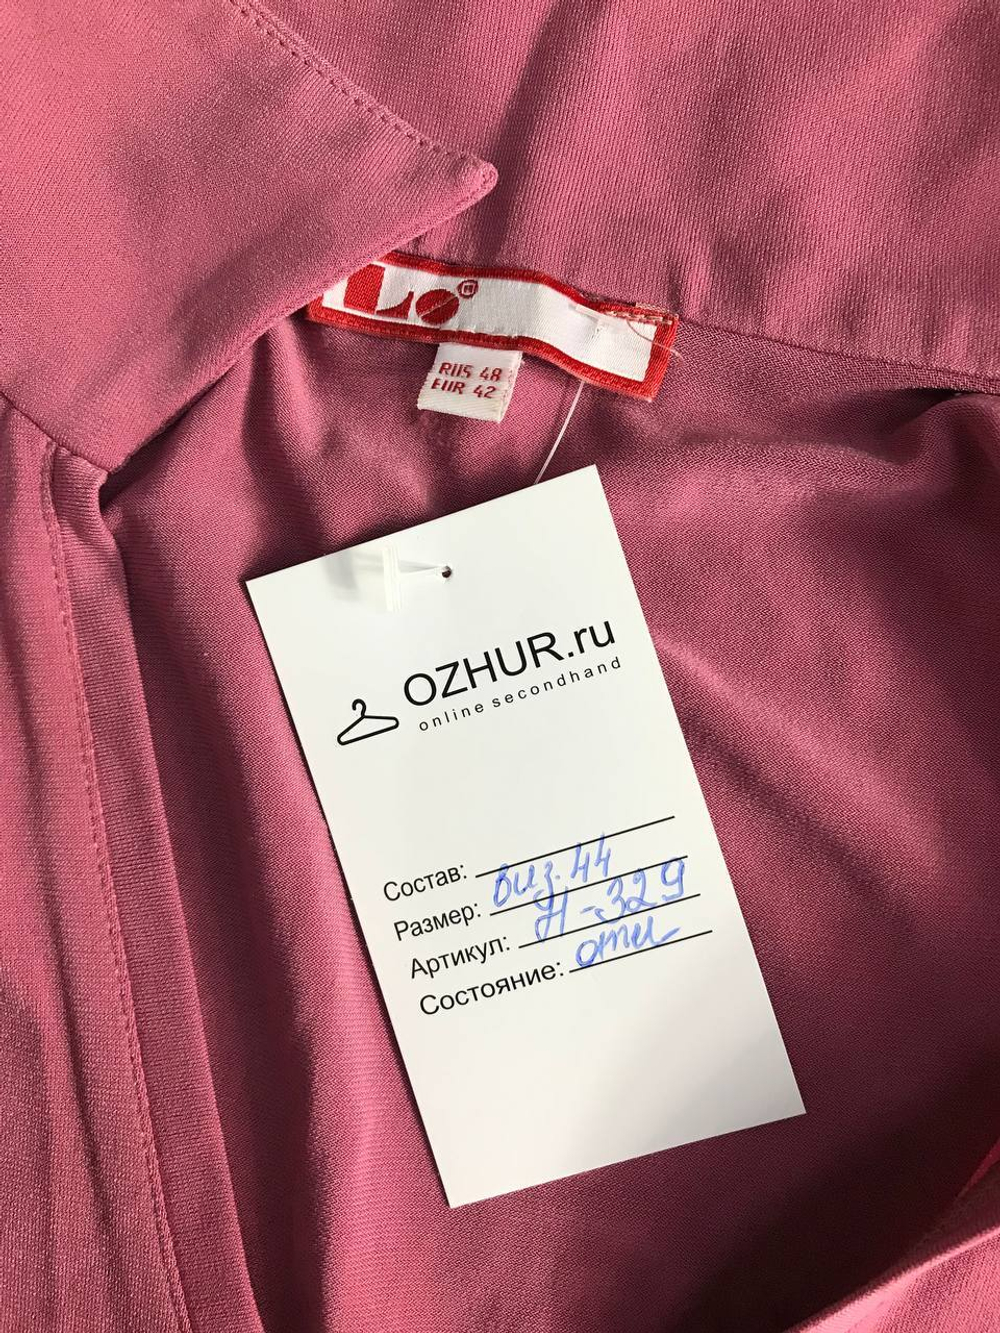 Lo®
RUS 48
EUR 42
OZHUR.ru
online secondhand
Состав:
Размер: виз. 44
Артикул: Н-329
Состояние: отл